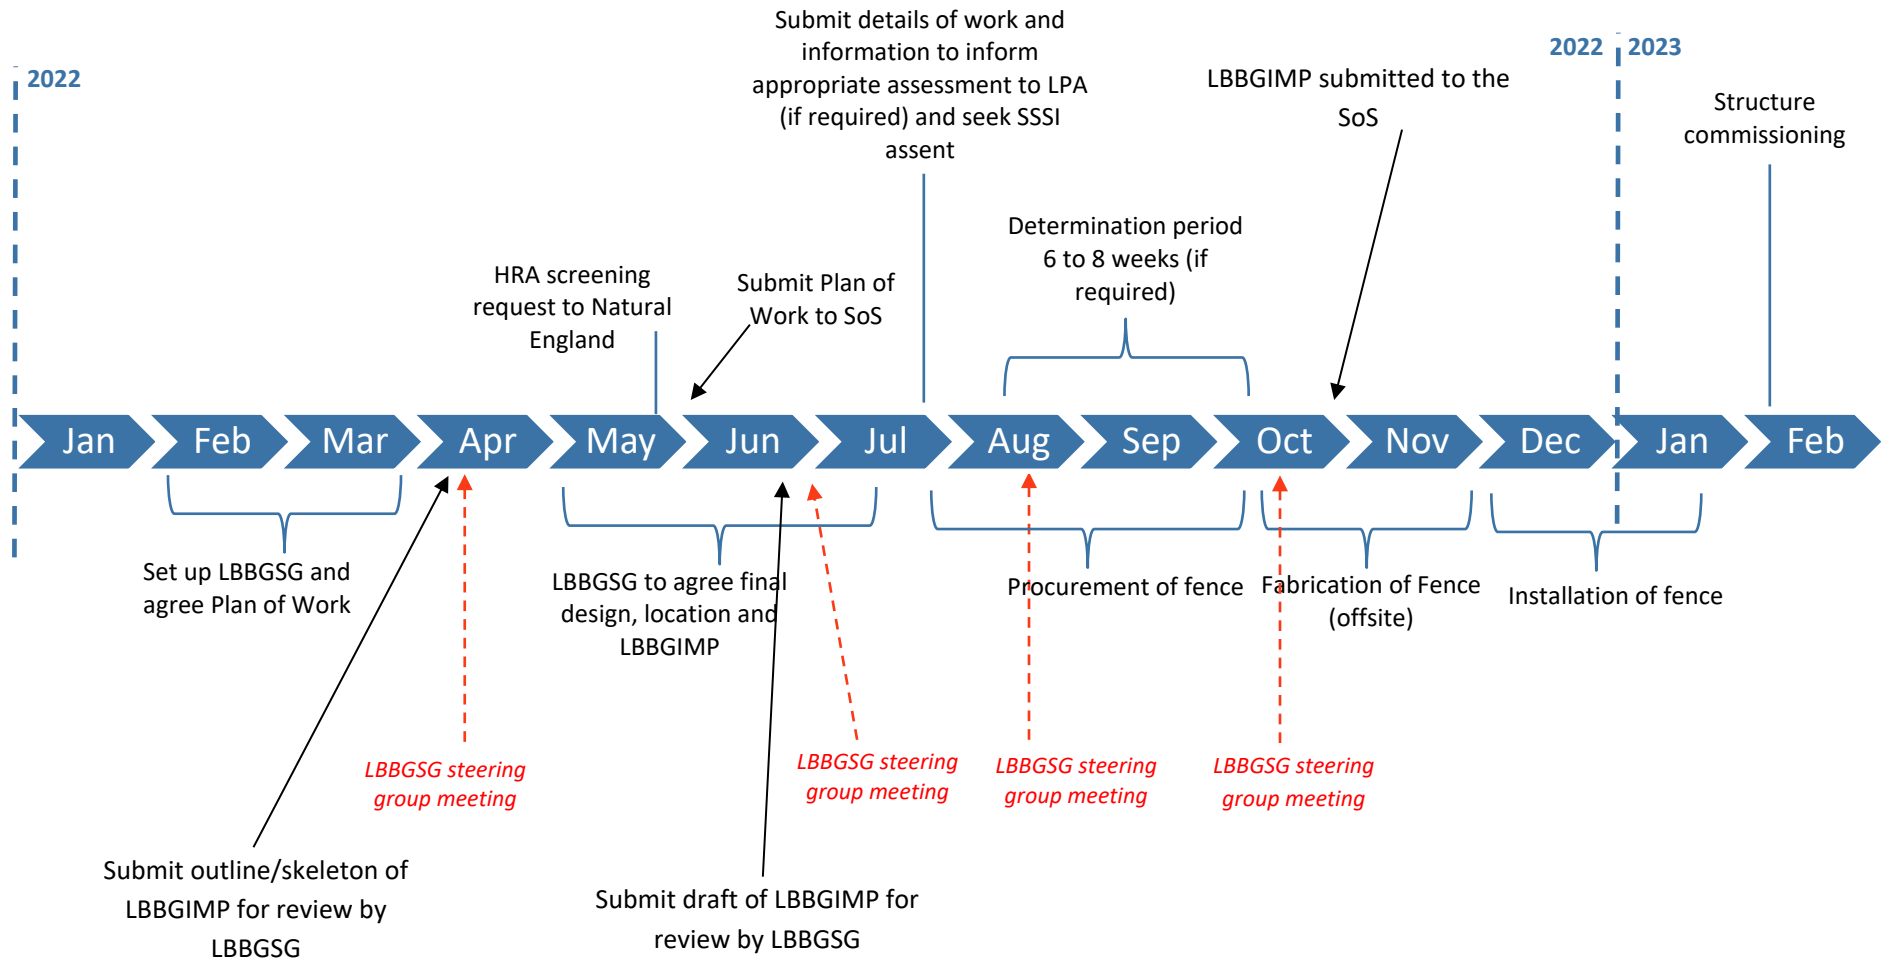 2022
Submit details of work and
information to inform
appropriate assessment to LPA
(if required) and seek SSSI
assent
2022
2023
LBBGIMP submitted to the
SoS
Structure
commissioning
HRA screening
request to Natural
England
Submit Plan of
Work to SoS
Determination period
6 to 8 weeks (if
required)
Jan
Feb
Mar
Apr
May
Jun
Jul
Aug
Sep
Oct
Nov
Dec
Jan
Feb
Set up LBBGSG and
agree Plan of Work
LBBGSG to agree final
design, location and
LBBGIMP
Procurement of fence
Fabrication of Fence
(offsite)
Installation of fence
LBBGSG steering
group meeting
LBBGSG steering
group meeting
LBBGSG steering
group meeting
LBBGSG steering
group meeting
Submit outline/skeleton of
LBBGIMP for review by
LBBGSG
Submit draft of LBBGIMP for
review by LBBGSG